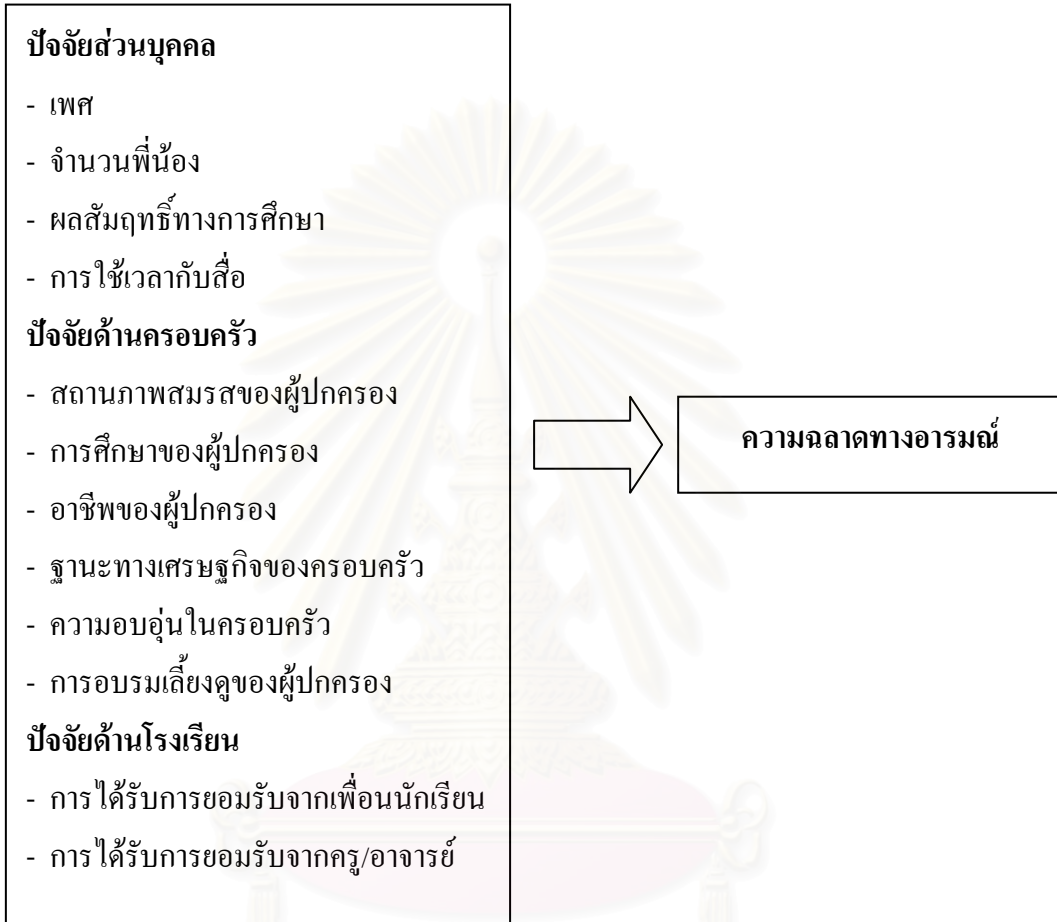 ปัจจัยส่วนบุคคล
- เพศ
- จำนวนพี่น้อง
- ผลสัมฤทธิ์ทางการศึกษา
- การใช้เวลากับสื่อ
ปัจจัยด้านครอบครัว
- สถานภาพสมรสของผู้ปกครอง
- การศึกษาของผู้ปกครอง
- อาชีพของผู้ปกครอง
- ฐานะทางเศรษฐกิจของครอบครัว
- ความอบอุ่นในครอบครัว
- การอบรมเลี้ยงดูของผู้ปกครอง
ปัจจัยด้านโรงเรียน
- การได้รับการยอมรับจากเพื่อนนักเรียน
- การได้รับการยอมรับจากครู/อาจารย์
ความฉลาดทางอารมณ์